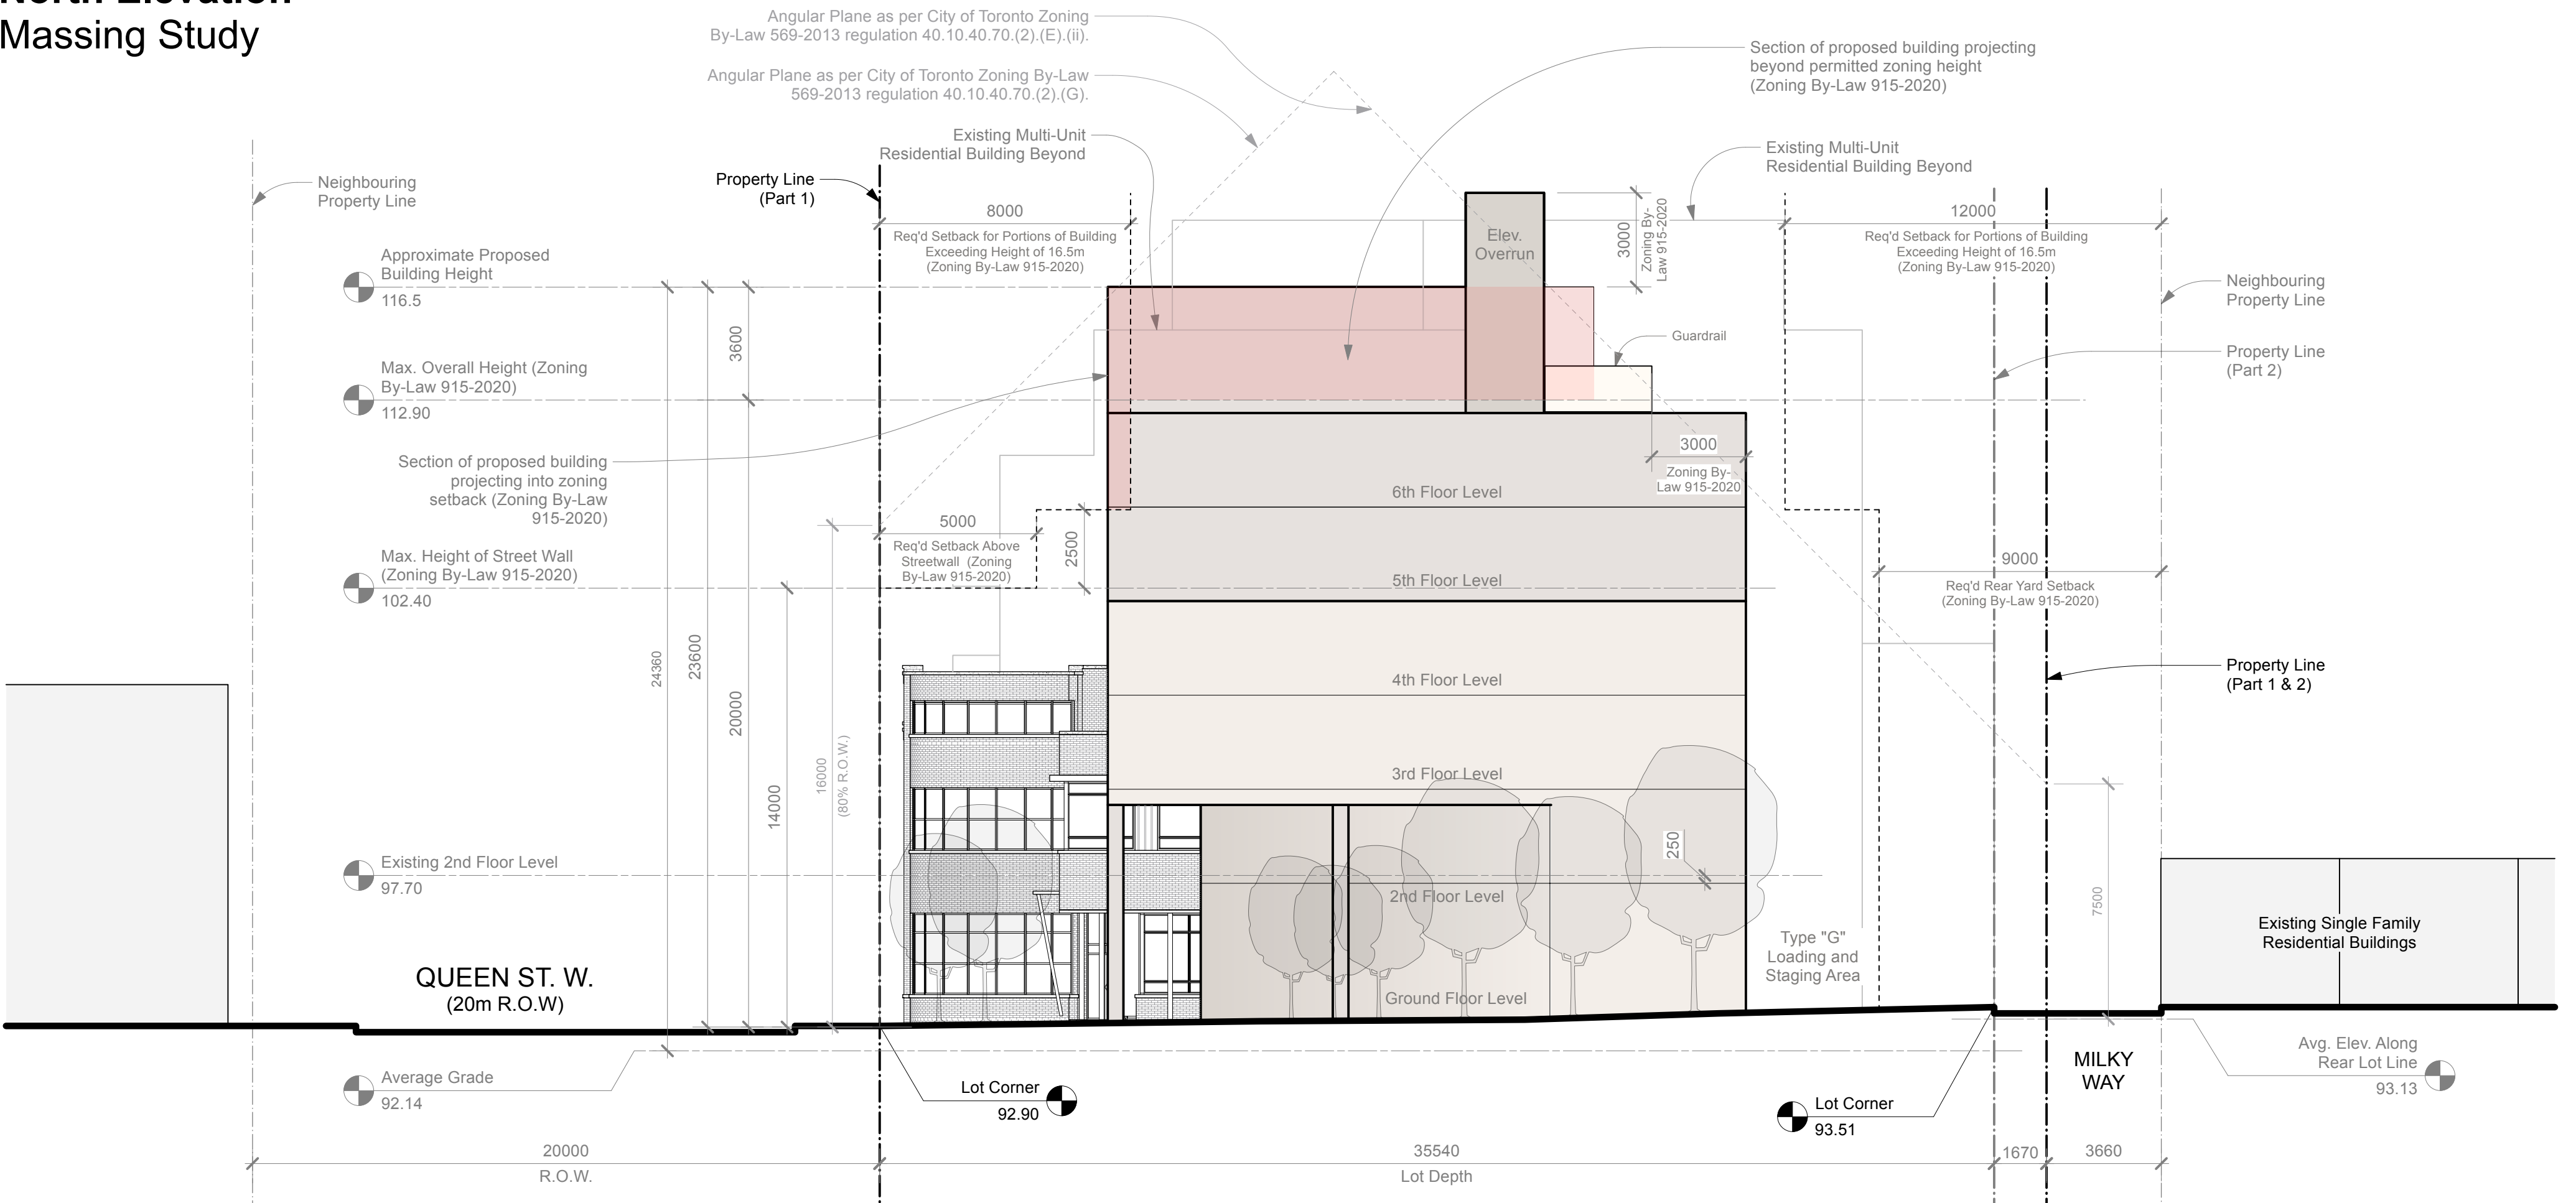 Massing Study
Angular Plane as per City of Toronto Zoning
By-Law 569-2013 regulation 40.10.40.70.(2).(E).(ii).
Angular Plane as per City of Toronto Zoning By-Law
569-2013 regulation 40.10.40.70.(2).(G).
Section of proposed building projecting
beyond permitted zoning height
(Zoning By-Law 915-2020)
Existing Multi-Unit
Residential Building Beyond
Existing Multi-Unit
Residential Building Beyond
Neighbouring
Property Line
Property Line
(Part 1)
8000
Req'd Setback for Portions of Building
Exceeding Height of 16.5m
(Zoning By-Law 915-2020)
Elev.
Overrun
3000
Zoning By-
Law 915-2020
12000
Req'd Setback for Portions of Building
Exceeding Height of 16.5m
(Zoning By-Law 915-2020)
Approximate Proposed
Building Height
116.5
Neighbouring
Property Line
3600
Guardrail
Max. Overall Height (Zoning
By-Law 915-2020)
112.90
Property Line
(Part 2)
Section of proposed building
projecting into zoning
setback (Zoning By-Law
915-2020)
3000
Zoning By-
Law 915-2020
6th Floor Level
5000
Req'd Setback Above
Streetwall (Zoning
By-Law 915-2020)
2500
Max. Height of Street Wall
(Zoning By-Law 915-2020)
102.40
5th Floor Level
9000
Req'd Rear Yard Setback
(Zoning By-Law 915-2020)
24360
23600
20000
14000
16000
(80% R.O.W.)
4th Floor Level
Property Line
(Part 1 & 2)
3rd Floor Level
250
Existing 2nd Floor Level
97.70
2nd Floor Level
7500
Existing Single Family
Residential Buildings
Type "G"
Loading and
Staging Area
QUEEN ST. W.
(20m R.O.W)
Ground Floor Level
Average Grade
92.14
Lot Corner
92.90
Lot Corner
93.51
MILKY
WAY
Avg. Elev. Along
Rear Lot Line
93.13
20000
R.O.W.
35540
Lot Depth
1670
3660